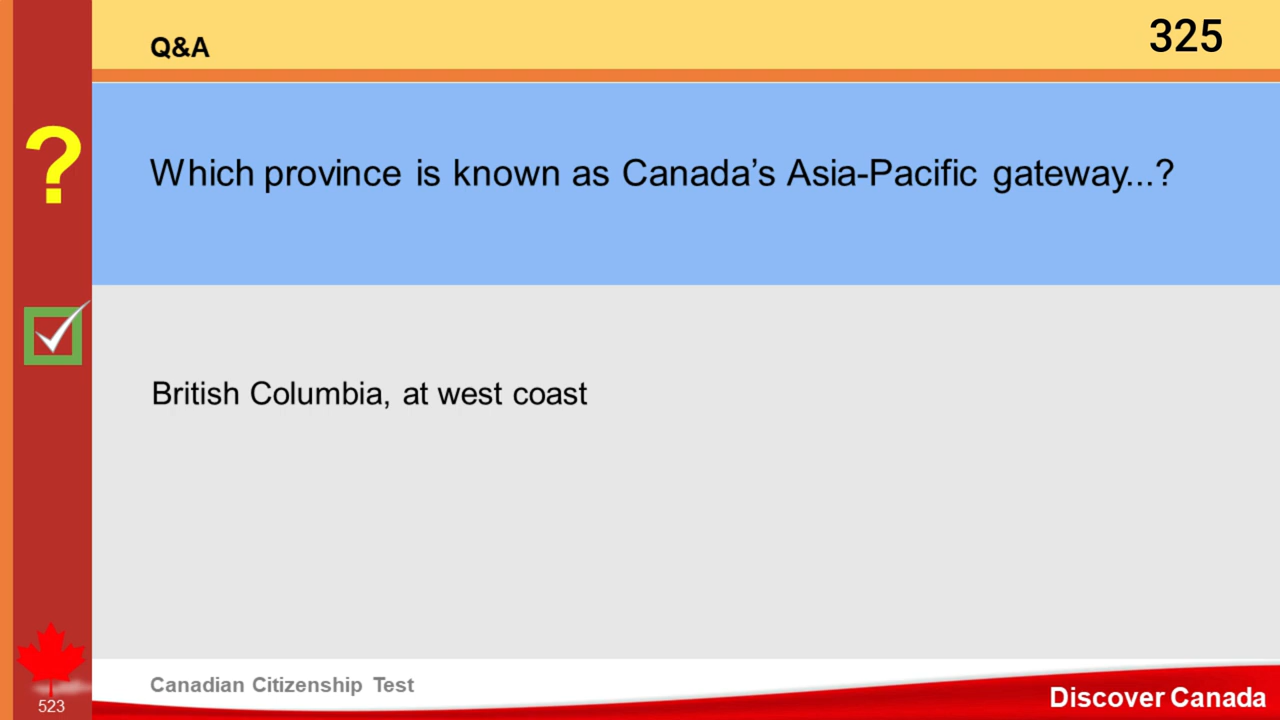 Q&A
325
?
Which province is known as Canada’s Asia-Pacific gateway...?
British Columbia, at west coast
Canadian Citizenship Test
523
Discover Canada